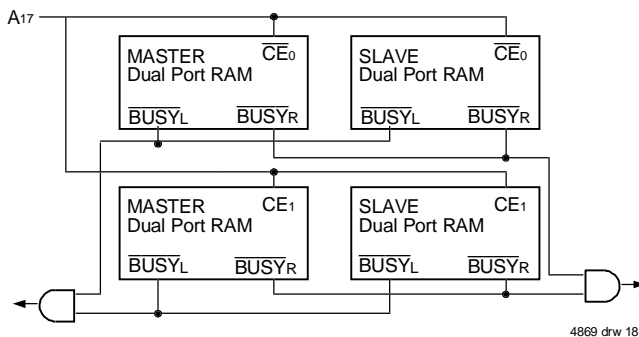 A17
MASTER
Dual Port RAM
CE0
BUSYL
BUSYR
SLAVE
Dual Port RAM
CE0
BUSYL
BUSYR
MASTER
Dual Port RAM
CE1
BUSYL
BUSYR
SLAVE
Dual Port RAM
CE1
BUSYL
BUSYR
4869 drw 18